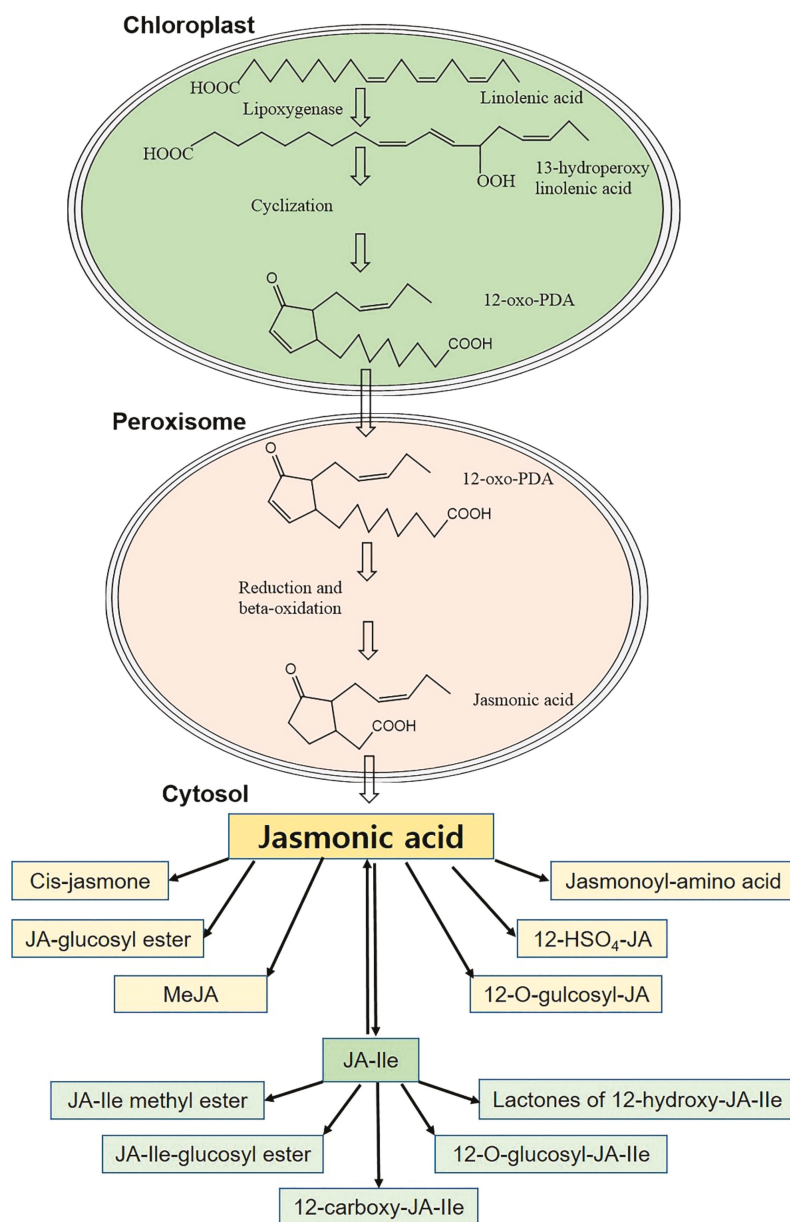 Chloroplast
HOOC
Linolenic acid
Lipoxygenase
HOOC
OOH
13-hydroperoxy
linolenic acid
Cyclization
O
12-oxo-PDA
COOH
Peroxisome
O
12-oxo-PDA
COOH
Reduction and
beta-oxidation
O
Jasmonic acid
COOH
Cytosol
Jasmonic acid
Cis-jasmone
Jasmonoyl-amino acid
JA-glucosyl ester
12-HSO₄-JA
MeJA
12-O-gulcosyl-JA
JA-Ile
JA-Ile methyl ester
Lactones of 12-hydroxy-JA-Ile
JA-Ile-glucosyl ester
12-O-glucosyl-JA-Ile
12-carboxy-JA-Ile